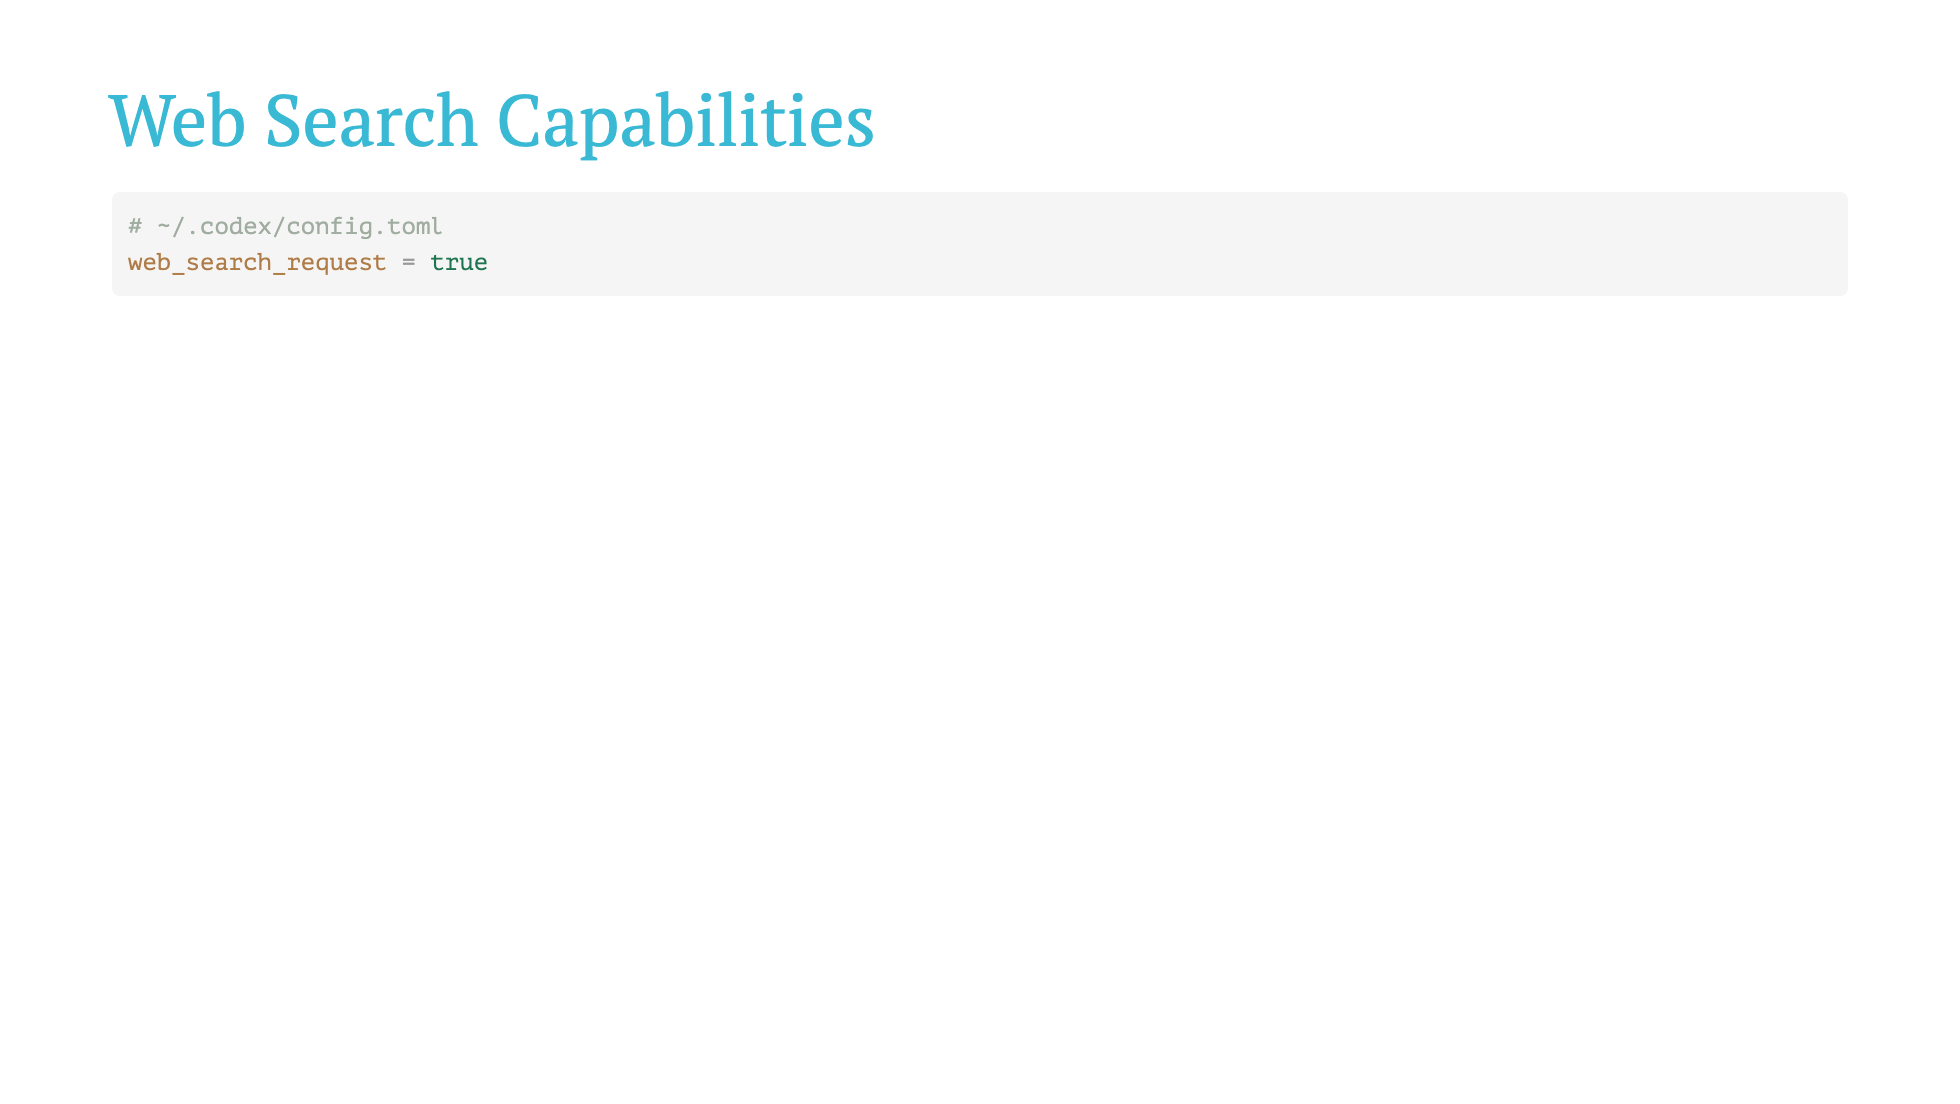 Web Search Capabilities
# ~/.codex/config.toml
web_search_request = true